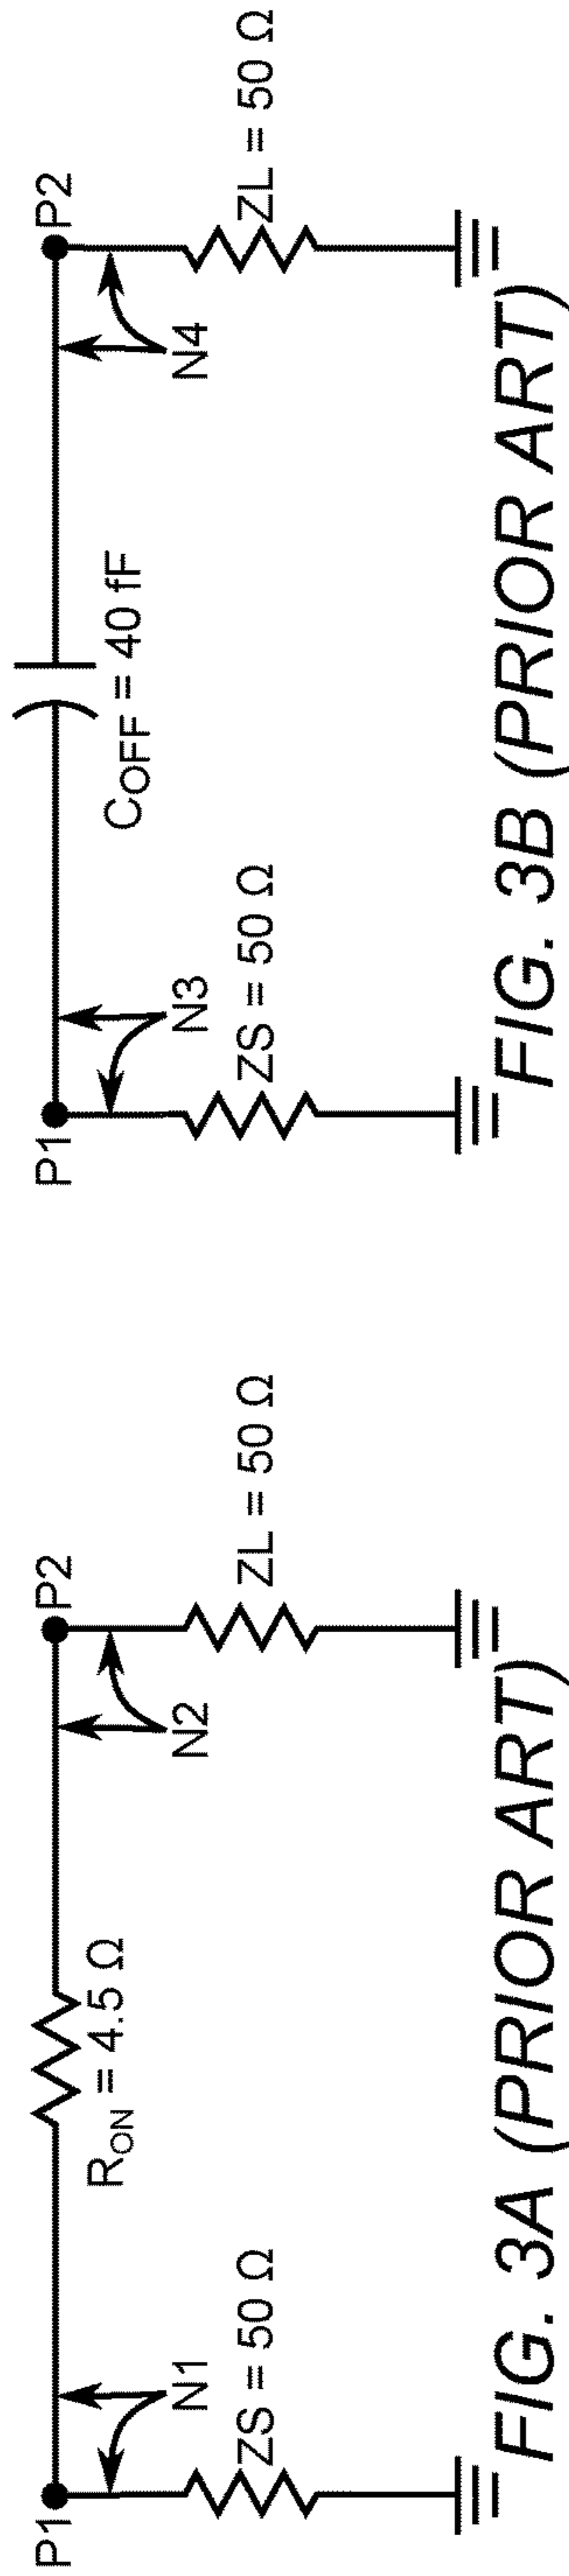 P1
P2
R_ON = 4.5 Ω
N1
N2
ZS = 50 Ω
ZL = 50 Ω
FIG. 3A (PRIOR ART)
P1
P2
C_OFF = 40 fF
N3
N4
ZS = 50 Ω
ZL = 50 Ω
FIG. 3B (PRIOR ART)